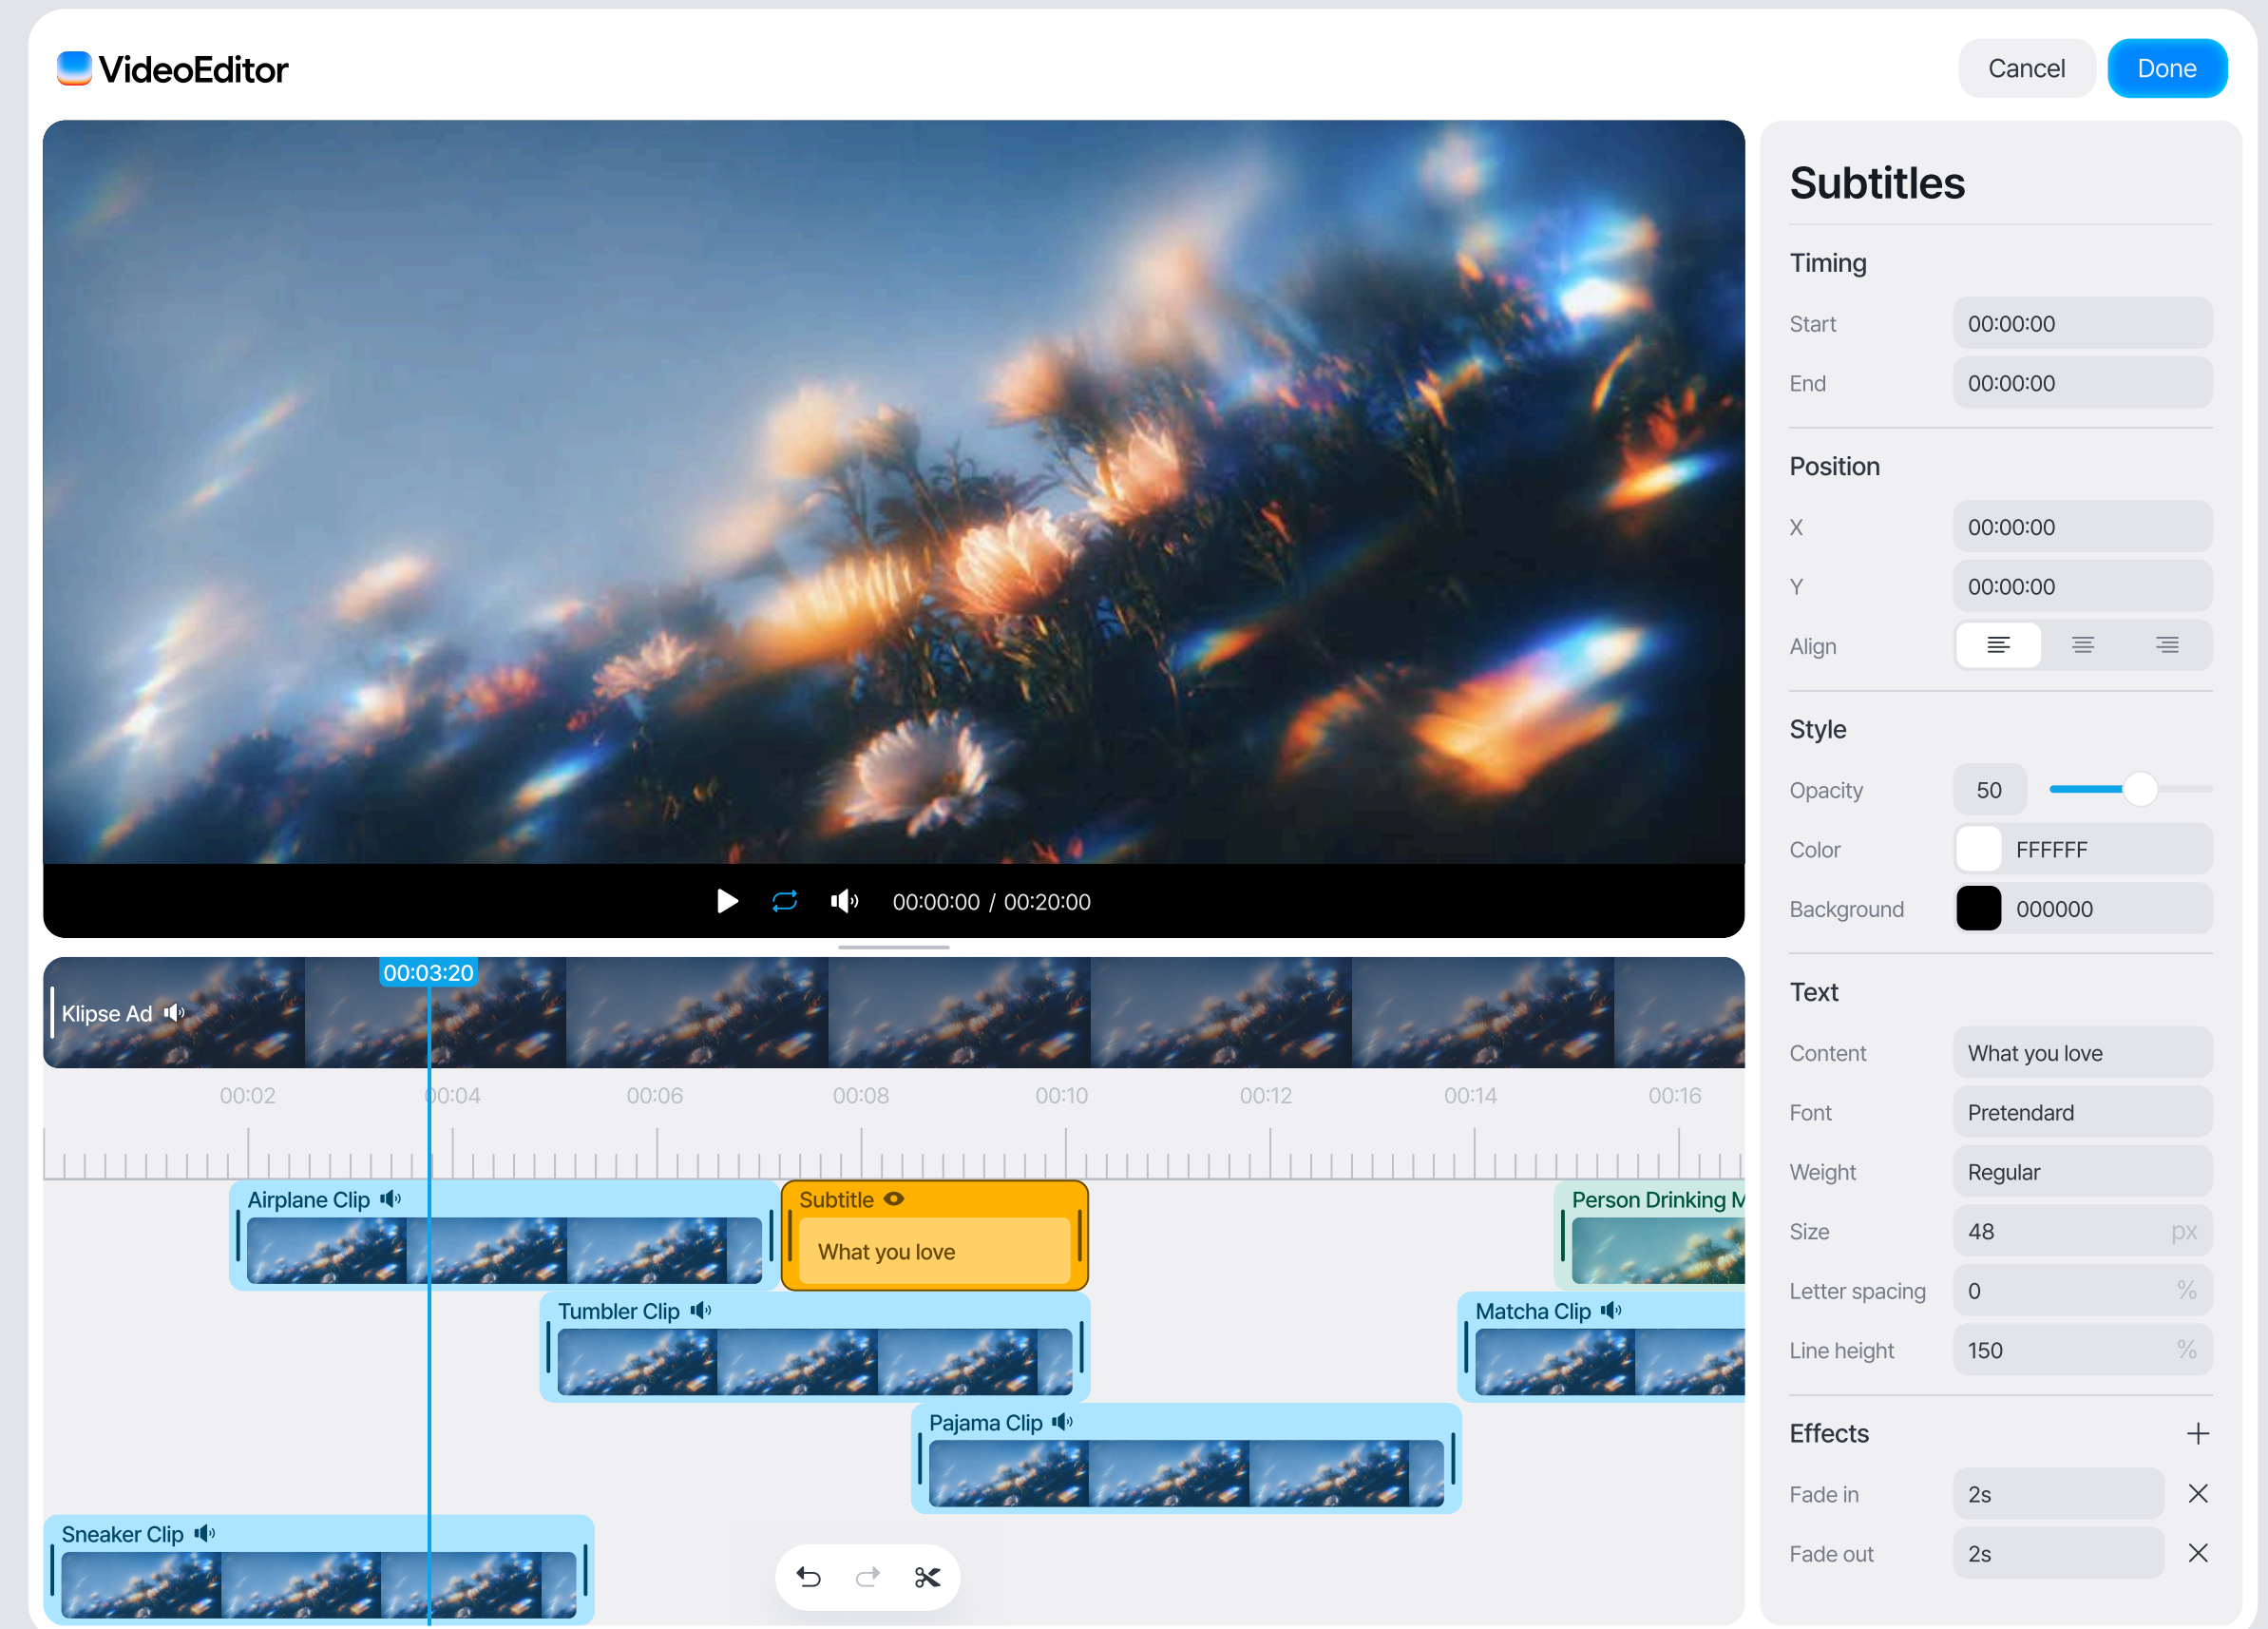 VideoEditor
Cancel
Done
00:00:00 / 00:20:00
00:03:20
Klipse Ad
00:02
00:04
00:06
00:08
00:10
00:12
00:14
00:16
Airplane Clip
Subtitle
What you love
Person Drinking M
Tumbler Clip
Matcha Clip
Pajama Clip
Sneaker Clip
Subtitles
Timing
Start 00:00:00
End 00:00:00
Position
X 00:00:00
Y 00:00:00
Align
Style
Opacity 50
Color FFFFFF
Background 000000
Text
Content What you love
Font Pretendard
Weight Regular
Size 48 px
Letter spacing 0 %
Line height 150 %
Effects
Fade in 2s
Fade out 2s